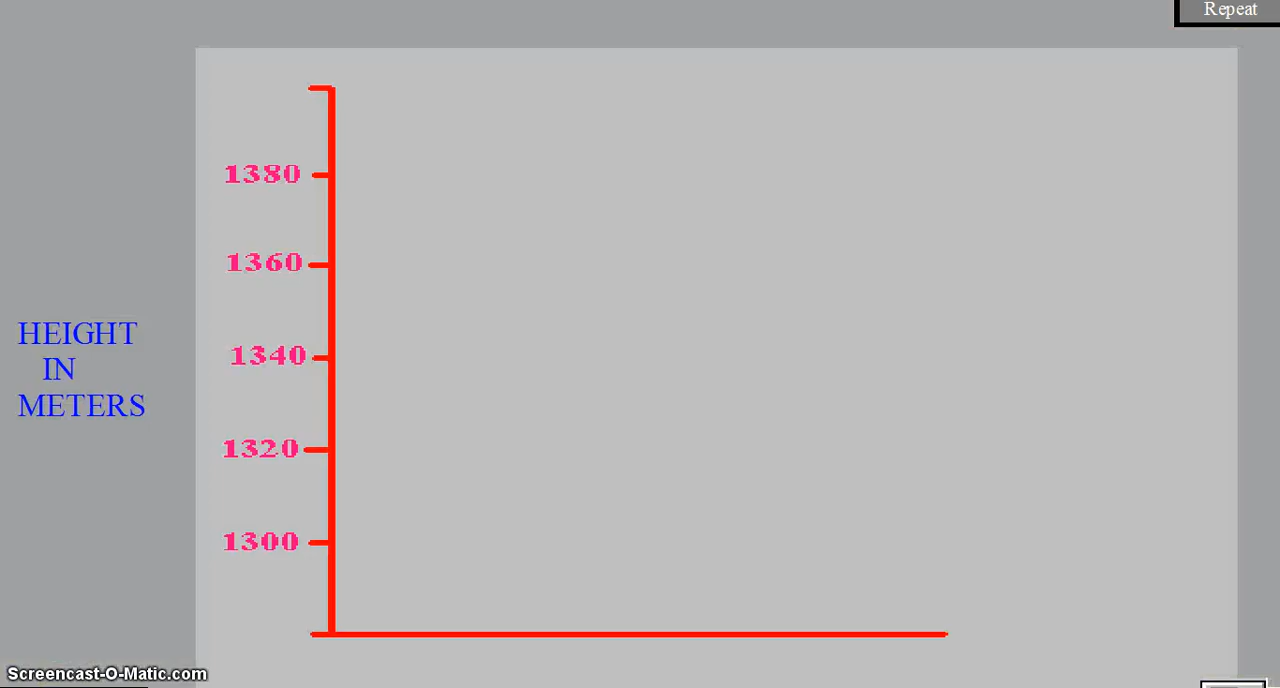 Repeat
1380
1360
HEIGHT
IN
METERS
1340
1320
1300
Screencast-O-Matic.com